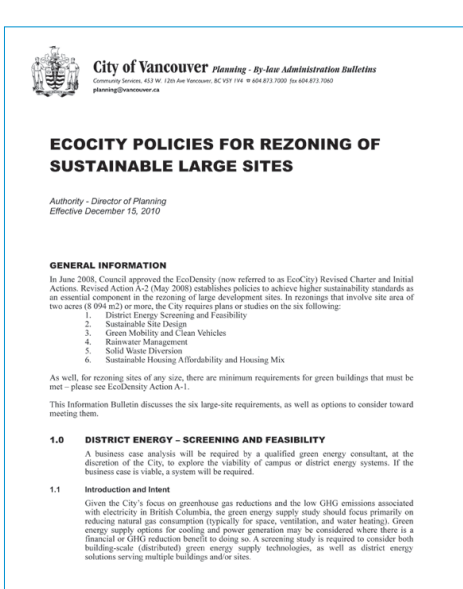 City of Vancouver Planning - By-law Administration Bulletins
Community Services, 453 W. 12th Ave Vancouver, BC V5Y 1V4 ☏ 604.873.7000 fax 604.873.7060
planning@vancouver.ca
ECOCITY POLICIES FOR REZONING OF
SUSTAINABLE LARGE SITES
Authority - Director of Planning
Effective December 15, 2010
GENERAL INFORMATION
In June 2008, Council approved the EcoDensity (now referred to as EcoCity) Revised Charter and Initial
Actions. Revised Action A-2 (May 2008) establishes policies to achieve higher sustainability standards as
an essential component in the rezoning of large development sites. In rezonings that involve site area of
two acres (8 094 m2) or more, the City requires plans or studies on the six following:
1. District Energy Screening and Feasibility
2. Sustainable Site Design
3. Green Mobility and Clean Vehicles
4. Rainwater Management
5. Solid Waste Diversion
6. Sustainable Housing Affordability and Housing Mix
As well, for rezoning sites of any size, there are minimum requirements for green buildings that must be
met – please see EcoDensity Action A-1.
This Information Bulletin discusses the six large-site requirements, as well as options to consider toward
meeting them.
1.0 DISTRICT ENERGY – SCREENING AND FEASIBILITY
A business case analysis will be required by a qualified green energy consultant, at the
discretion of the City, to explore the viability of campus or district energy systems. If the
business case is viable, a system will be required.
1.1 Introduction and Intent
Given the City's focus on greenhouse gas reductions and the low GHG emissions associated
with electricity in British Columbia, the green energy supply study should focus primarily on
reducing natural gas consumption (typically for space, ventilation, and water heating). Green
energy supply options for cooling and power generation may be considered where there is a
financial or GHG reduction benefit to doing so. A screening study is required to consider both
building-scale (distributed) green energy supply technologies, as well as district energy
solutions serving multiple buildings and/or sites.